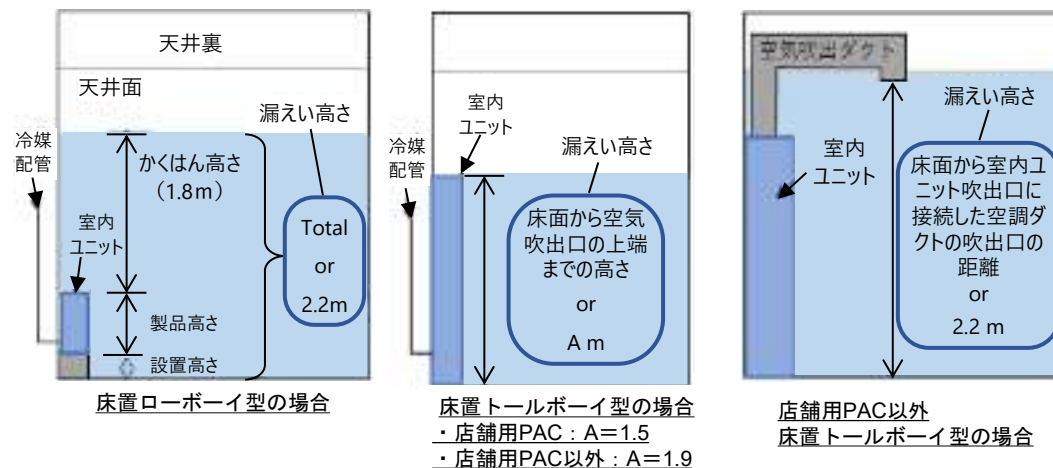 天井裏
天井面
冷媒
配管
かくはん高さ
（1.8m）
室内
ユニット
製品高さ
設置高さ
漏えい高さ
Total
or
2.2m
床置ローボーイ型の場合
冷媒
配管
室内
ユニット
漏えい高さ
床面から空気
吹出口の上端
までの高さ
or
A m
床置トールボーイ型の場合
・店舗用PAC：A＝1.5
・店舗用PAC以外：A＝1.9
空気吹出ダクト
漏えい高さ
室内
ユニット
床面から室内ユ
ニット吹出口に
接続した空調ダ
クトの吹出口の
距離
or
2.2 m
店舗用PAC以外
床置トールボーイ型の場合